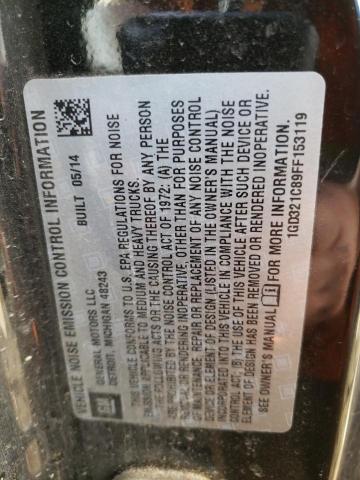 VEHICLE NOISE EMISSION CONTROL INFORMATION
GM
GENERAL MOTORS LLC
DETROIT, MICHIGAN 48243
BUILT 05/14
THIS VEHICLE CONFORMS TO U.S. EPA REGULATIONS FOR NOISE
EMISSION APPLICABLE TO MEDIUM AND HEAVY TRUCKS.
THE FOLLOWING ACTS OR THE CAUSING THEREOF BY ANY PERSON
ARE PROHIBITED BY THE NOISE CONTROL ACT OF 1972: (A) THE
REMOVAL OR RENDERING INOPERATIVE, OTHER THAN FOR PURPOSES
OF MAINTENANCE, REPAIR, OR REPLACEMENT OF ANY NOISE CONTROL
DEVICE OR ELEMENT OF DESIGN (LISTED IN THE OWNER'S MANUAL)
INCORPORATED INTO THIS VEHICLE IN COMPLIANCE WITH THE NOISE
CONTROL ACT, (B) THE USE OF THIS VEHICLE AFTER SUCH DEVICE OR
ELEMENT OF DESIGN HAS BEEN REMOVED OR RENDERED INOPERATIVE.
SEE OWNER'S MANUAL FOR MORE INFORMATION.
1GD321C89FF153119